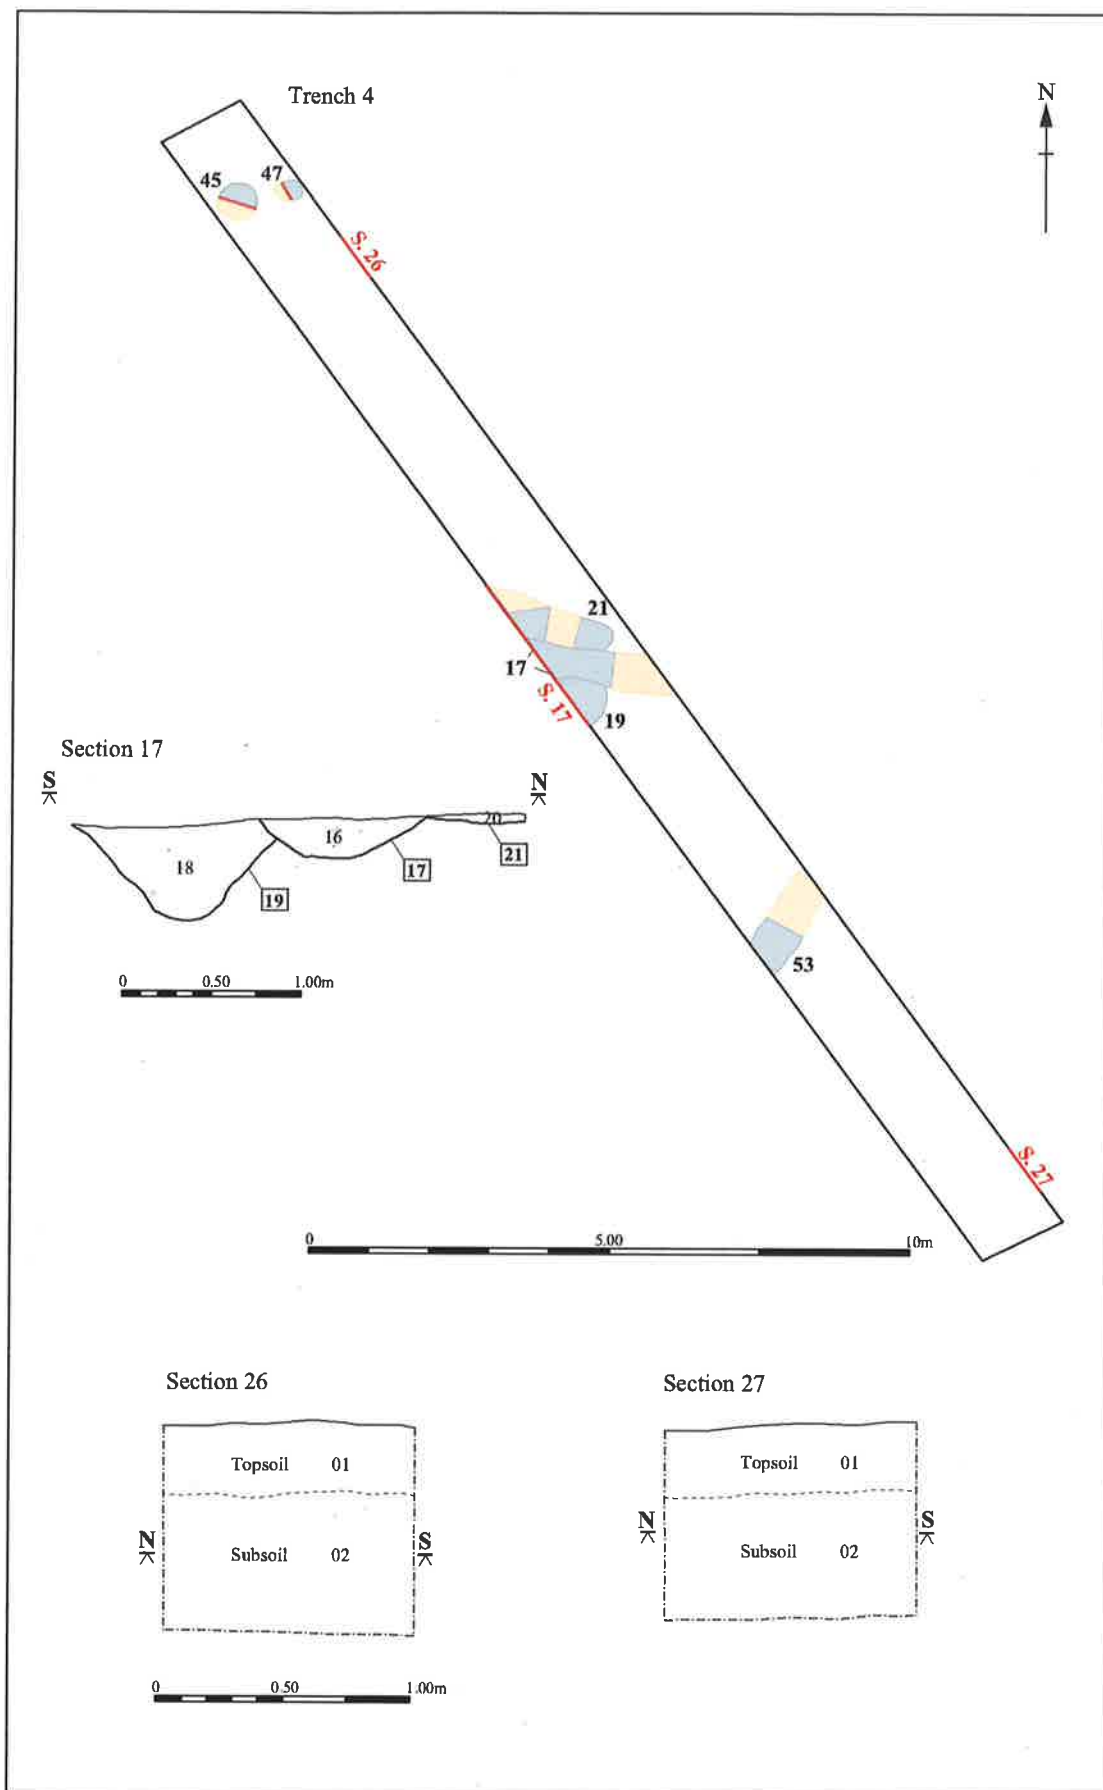 Trench 4
N
45
47
S. 26
21
17
S. 17
19
Section 17
S
N
20
16
18
21
17
19
0 0.50 1.00m
53
S. 27
0 5.00 10m
Section 26
Section 27
Topsoil 01
Topsoil 01
N
S
N
S
Subsoil 02
Subsoil 02
0 0.50 1.00m